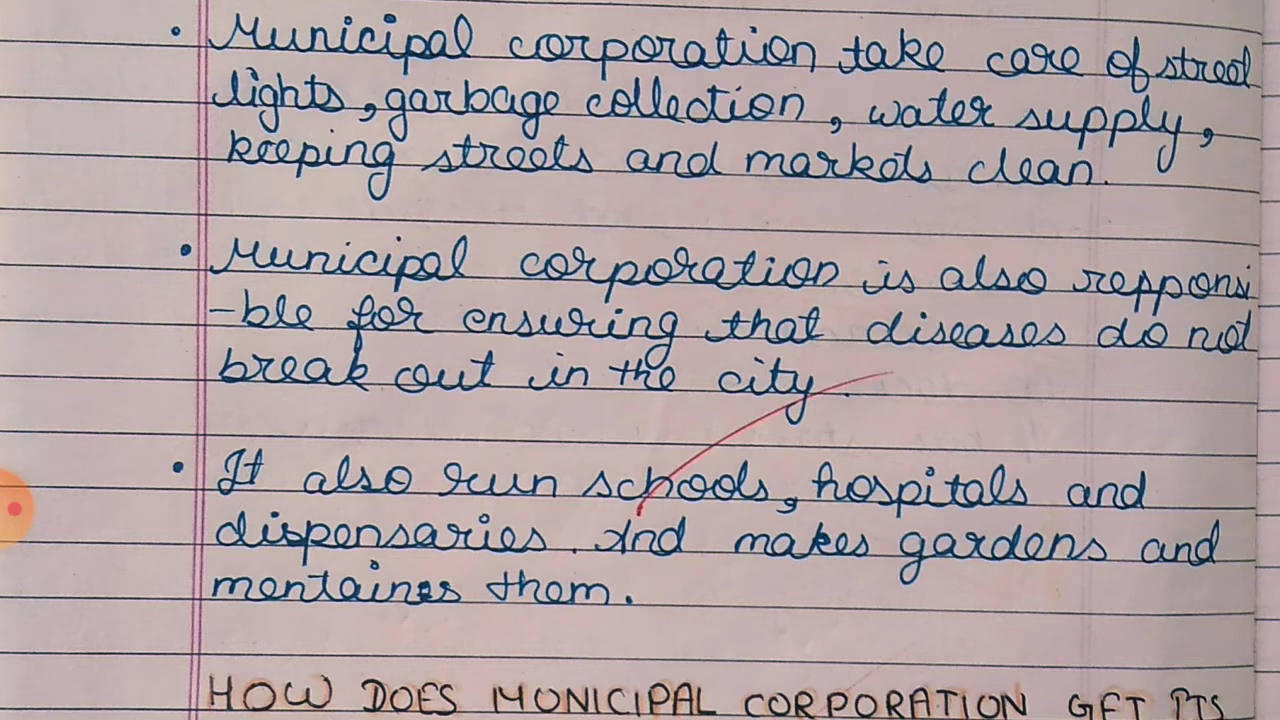 • Municipal corporation take care of street
lights, garbage collection, water supply,
keeping streets and markets clean.
• Municipal corporation is also repponsi
-ble for ensuring that diseases do not
break out in the city.
• It also run schools, hospitals and
dispensaries. And makes gardens and
mentaines them.
HOW DOES MUNICIPAL CORPORATION GET ITS